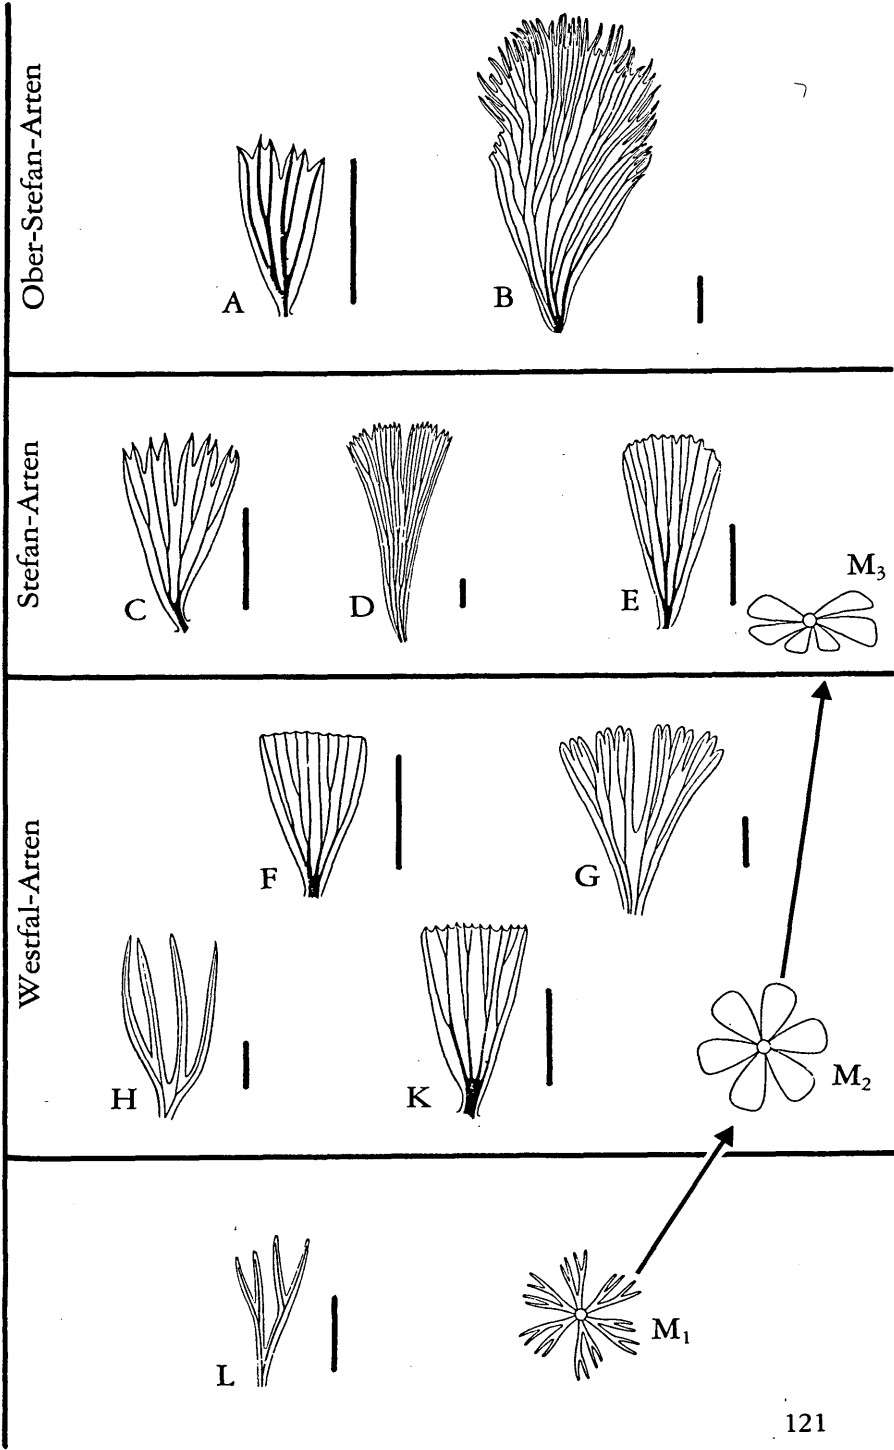 Ober-Stefan-Arten
A
B
Stefan-Arten
C
D
E
M₃
Westfal-Arten
F
G
H
K
M₂
L
M₁
121